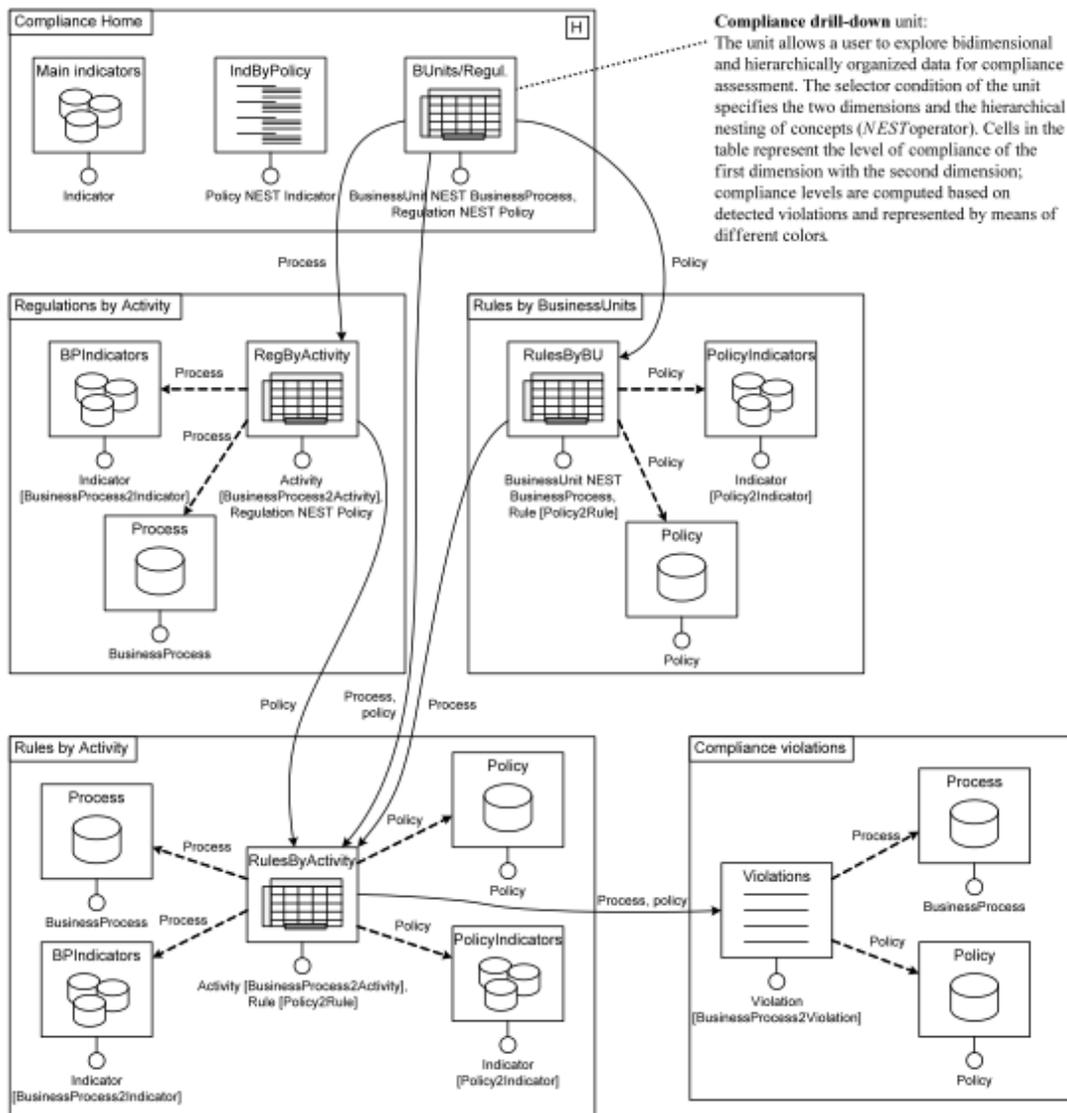 Compliance Home
H
Main indicators
Indicator
IndByPolicy
Policy NEST Indicator
BUnits/Regul.
BusinessUnit NEST BusinessProcess,
Regulation NEST Policy
Compliance drill-down unit:
The unit allows a user to explore bidimensional
and hierarchically organized data for compliance
assessment. The selector condition of the unit
specifies the two dimensions and the hierarchical
nesting of concepts (NESToperator). Cells in the
table represent the level of compliance of the
first dimension with the second dimension;
compliance levels are computed based on
detected violations and represented by means of
different colors.
Process
Policy
Regulations by Activity
BPIndicators
Indicator
[BusinessProcess2Indicator]
Process
Process
RegByActivity
Activity
[BusinessProcess2Activity],
Regulation NEST Policy
Process
BusinessProcess
Rules by BusinessUnits
RulesByBU
BusinessUnit NEST
BusinessProcess,
Rule [Policy2Rule]
Policy
Policy
PolicyIndicators
Indicator
[Policy2Indicator]
Policy
Policy
Policy
Process,
policy
Process
Rules by Activity
Process
BusinessProcess
Process
Process
BPIndicators
Indicator
[BusinessProcess2Indicator]
RulesByActivity
Activity [BusinessProcess2Activity],
Rule [Policy2Rule]
Policy
Policy
Policy
Policy
PolicyIndicators
Indicator
[Policy2Indicator]
Process, policy
Compliance violations
Violations
Violation
[BusinessProcess2Violation]
Process
Policy
Process
BusinessProcess
Policy
Policy